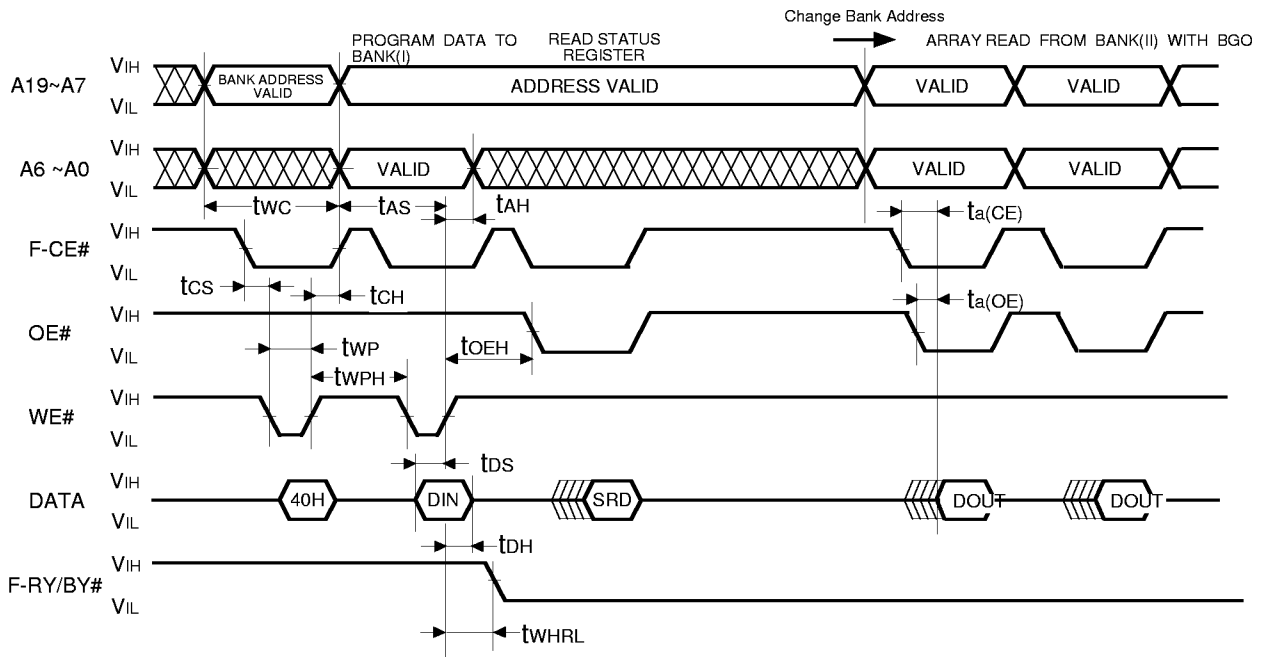 Change Bank Address
PROGRAM DATA TO
BANK(I)
READ STATUS
REGISTER
ARRAY READ FROM BANK(II) WITH BGO
A19~A7
VIH
VIL
BANK ADDRESS
VALID
ADDRESS VALID
VALID
VALID
A6 ~A0
VIH
VIL
VALID
VALID
VALID
tWC
tAS
tAH
ta(CE)
F-CE#
VIH
VIL
tCS
tCH
ta(OE)
OE#
VIH
VIL
tWP
tOEH
tWPH
WE#
VIH
VIL
tDS
DATA
VIH
VIL
40H
DIN
SRD
DOUT
DOUT
tDH
F-RY/BY#
VIH
VIL
tWHRL